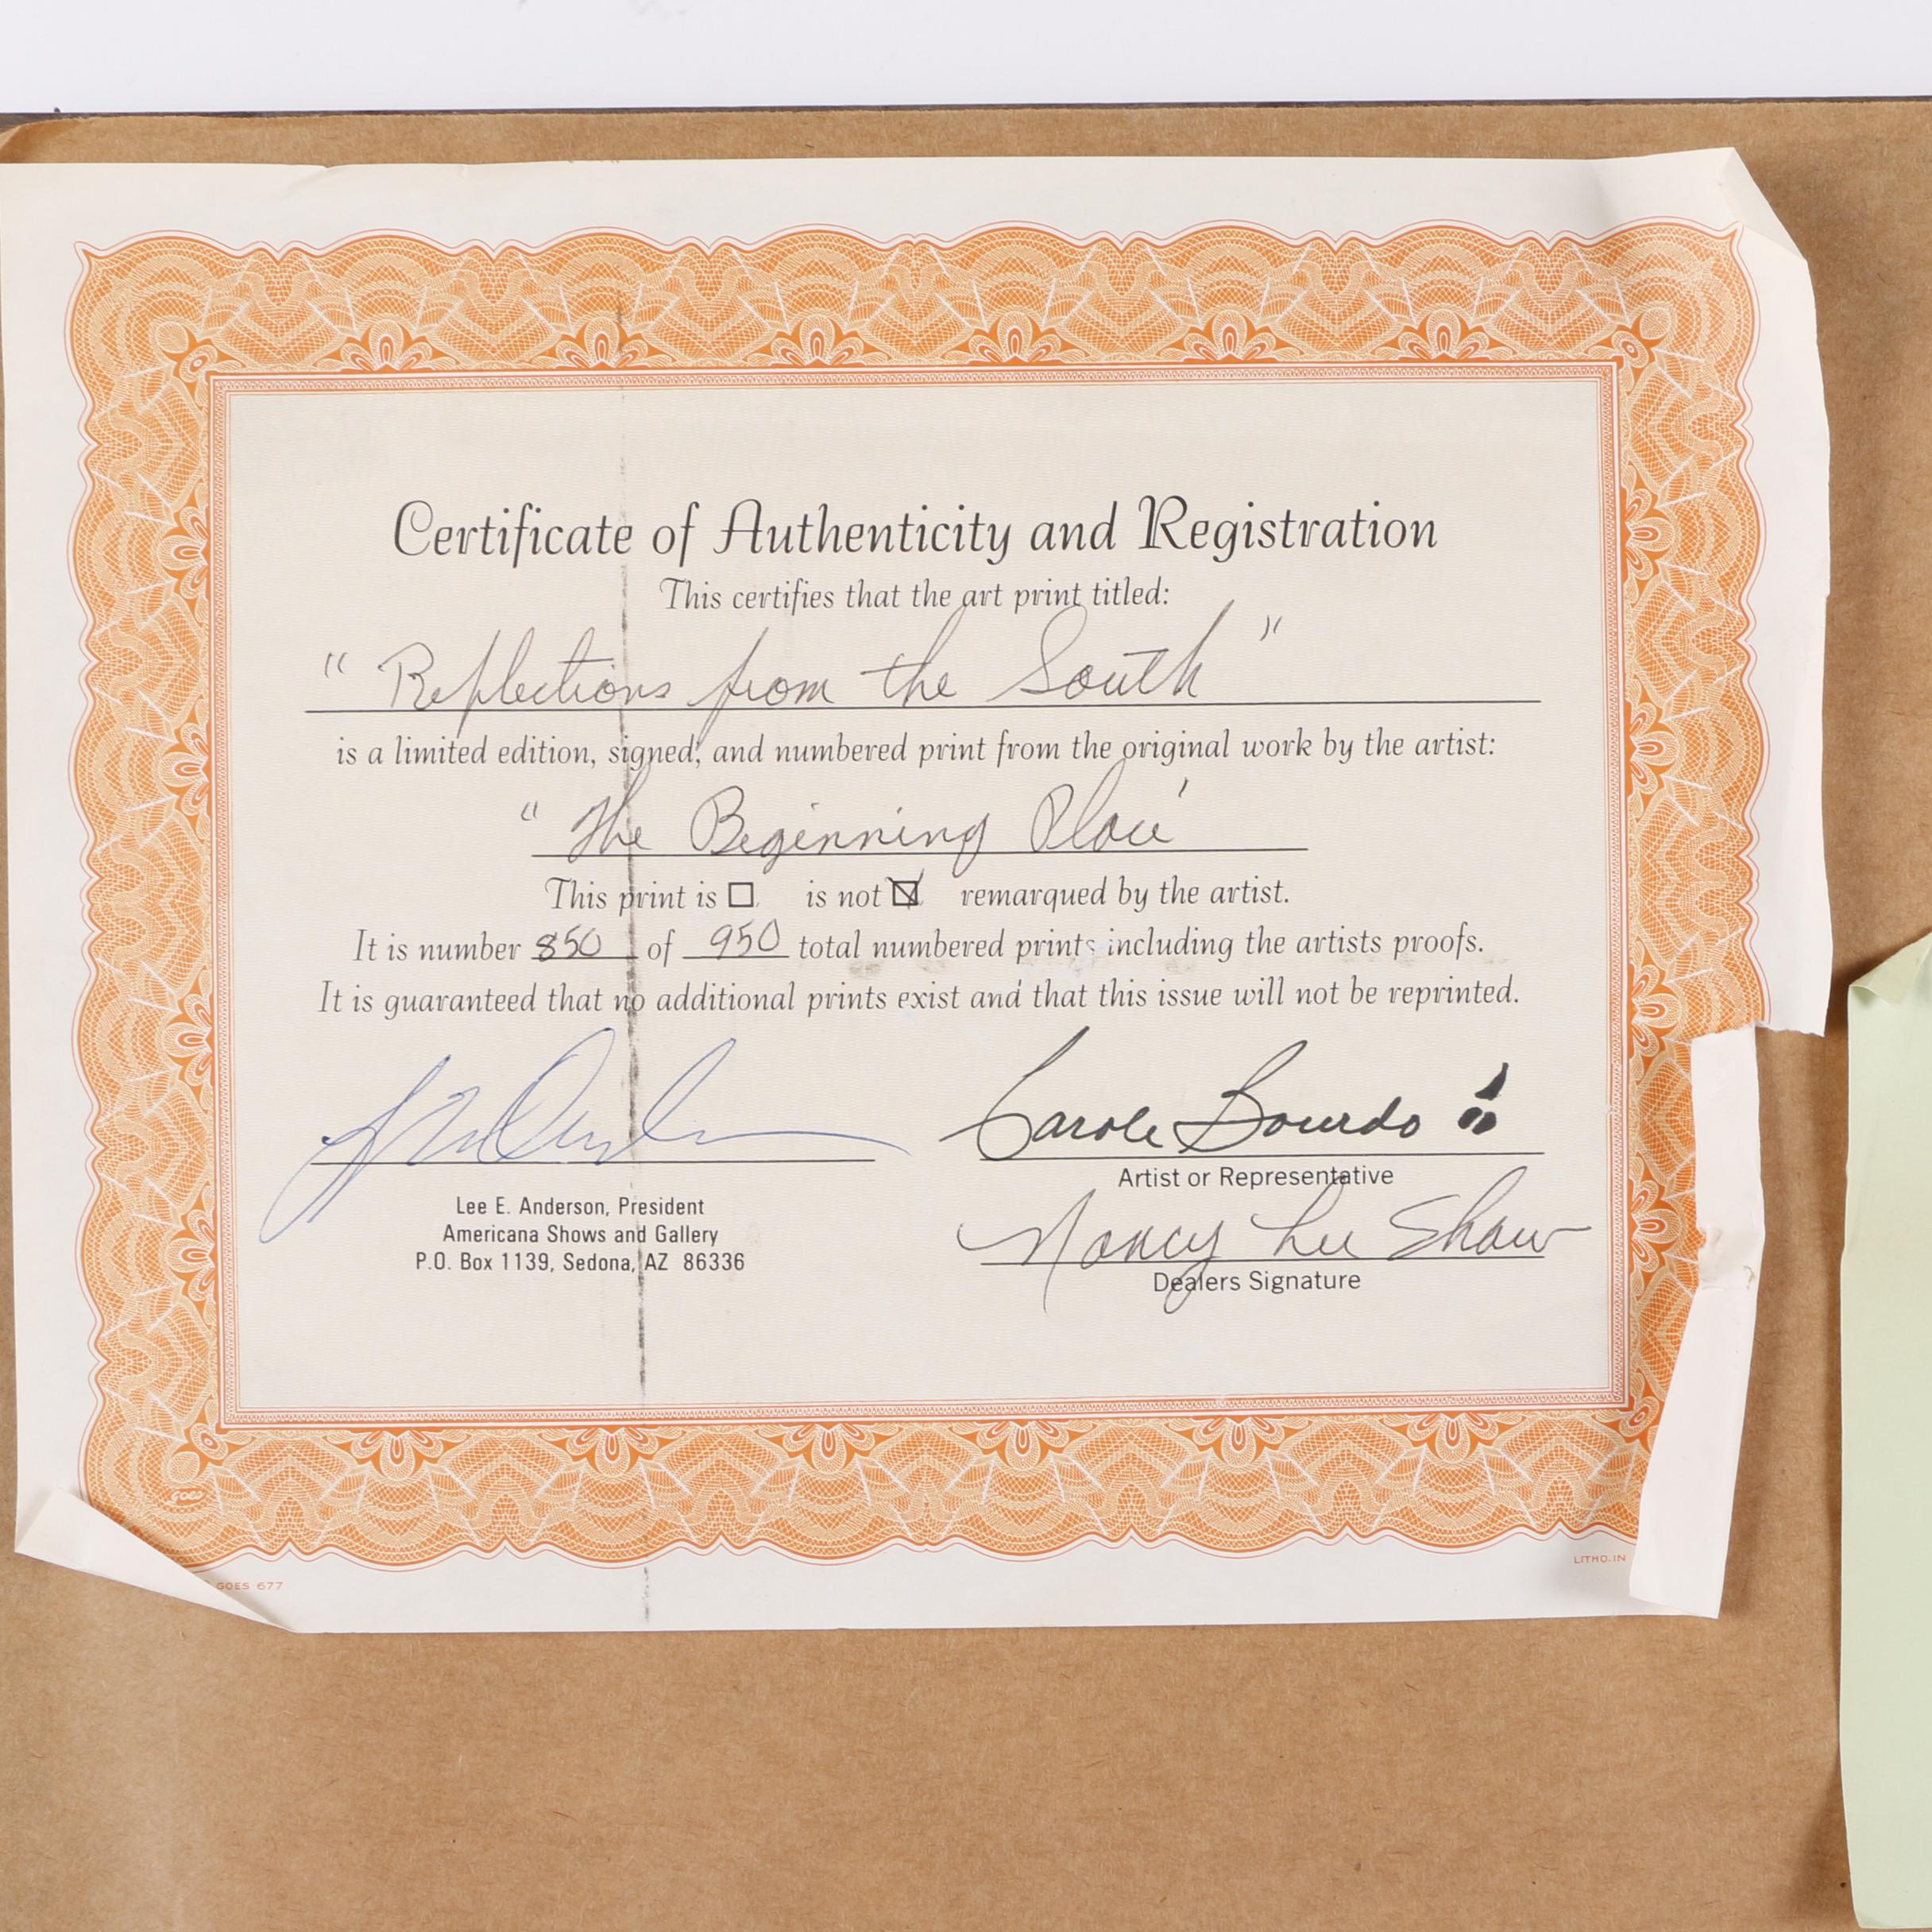 Certificate of Authenticity and Registration
This certifies that the art print titled:
"Reflections from the South"
is a limited edition, signed, and numbered print from the original work by the artist:
"The Beginning Place"
This print is ☐ is not ☒ remarqued by the artist.
It is number 850 of 950 total numbered prints including the artists proofs.
It is guaranteed that no additional prints exist and that this issue will not be reprinted.
Carole Bourdo
Artist or Representative
Lee E. Anderson, President
Americana Shows and Gallery
P.O. Box 1139, Sedona, AZ 86336
Nancy Lee Shaw
Dealers Signature
GOES 677
LITHO.IN